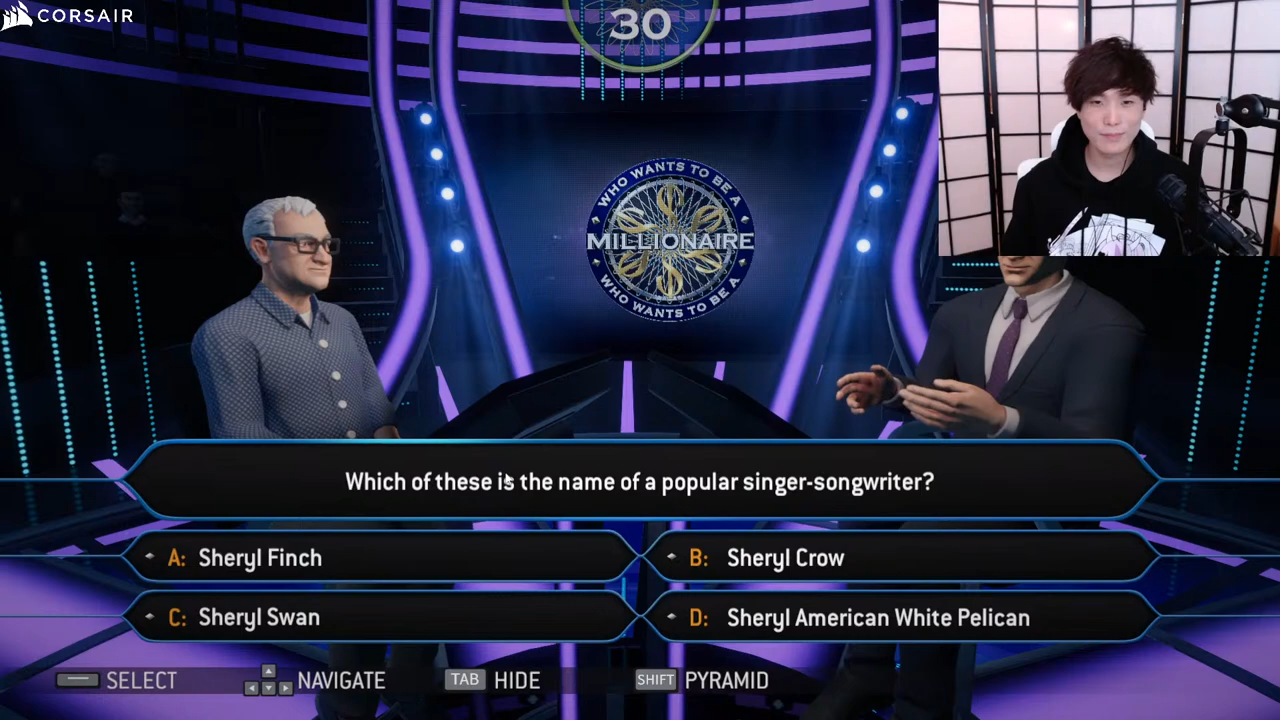 CORSAIR
30
WHO WANTS TO BE A
MILLIONAIRE
WHO WANTS TO BE A
Which of these is the name of a popular singer-songwriter?
A: Sheryl Finch
B: Sheryl Crow
C: Sheryl Swan
D: Sheryl American White Pelican
SELECT
NAVIGATE
TAB HIDE
SHIFT PYRAMID